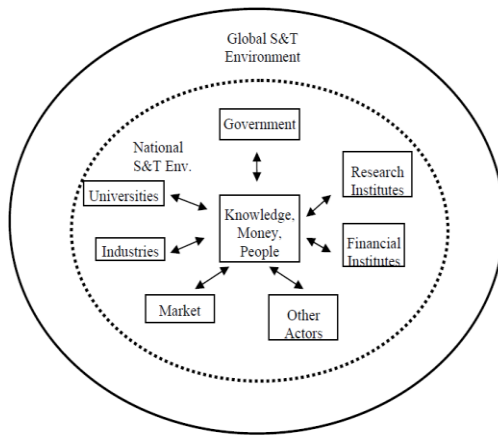 Global S&T
Environment
Government
National
S&T Env.
Research
Institutes
Universities
Knowledge,
Money,
People
Financial
Institutes
Industries
Market
Other
Actors